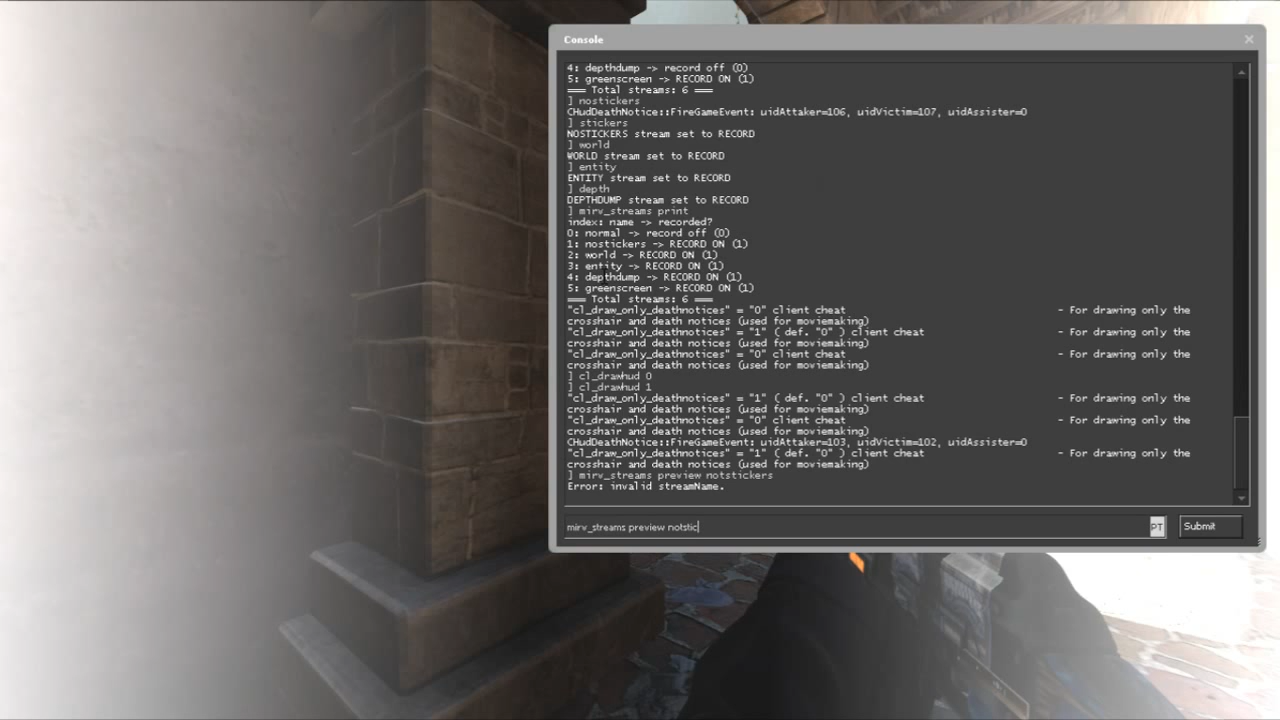 Console
4: depthdump -> record off (0)
5: greenscreen -> RECORD ON (1)
=== Total streams: 6 ===
] nostickers
CHudDeathNotice::FireGameEvent: uidAttaker=106, uidVictim=107, uidAssister=0
] stickers
NOSTICKERS stream set to RECORD
] world
WORLD stream set to RECORD
] entity
ENTITY stream set to RECORD
] depth
DEPTHDUMP stream set to RECORD
] mirv_streams print
index: name -> recorded?
0: normal -> record off (0)
1: nostickers -> RECORD ON (1)
2: world -> RECORD ON (1)
3: entity -> RECORD ON (1)
4: depthdump -> RECORD ON (1)
5: greenscreen -> RECORD ON (1)
=== Total streams: 6 ===
"cl_draw_only_deathnotices" = "0" client cheat - For drawing only the
crosshair and death notices (used for moviemaking)
"cl_draw_only_deathnotices" = "1" ( def. "0" ) client cheat - For drawing only the
crosshair and death notices (used for moviemaking)
"cl_draw_only_deathnotices" = "0" client cheat - For drawing only the
crosshair and death notices (used for moviemaking)
] cl_drawhud 0
] cl_drawhud 1
"cl_draw_only_deathnotices" = "1" ( def. "0" ) client cheat - For drawing only the
crosshair and death notices (used for moviemaking)
"cl_draw_only_deathnotices" = "0" client cheat - For drawing only the
crosshair and death notices (used for moviemaking)
CHudDeathNotice::FireGameEvent: uidAttaker=103, uidVictim=102, uidAssister=0
"cl_draw_only_deathnotices" = "1" ( def. "0" ) client cheat - For drawing only the
crosshair and death notices (used for moviemaking)
] mirv_streams preview notstickers
Error: invalid streamName.
mirv_streams preview notstic
PT
Submit